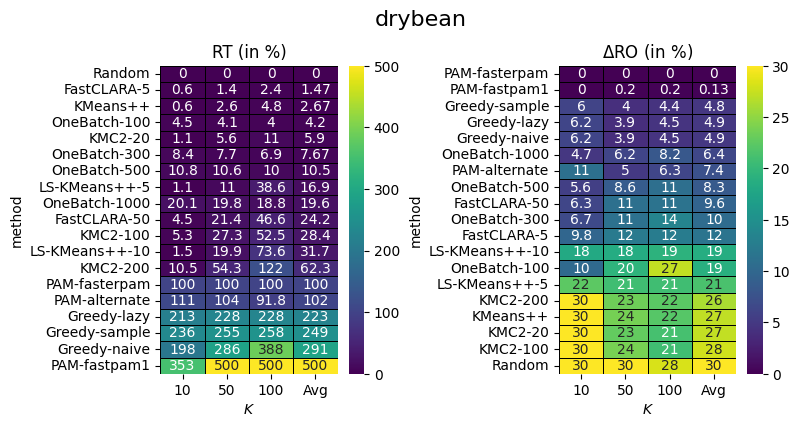 drybean
RT (in %)
method
Random 0 0 0 0
FastCLARA-5 0.6 1.4 2.4 1.47
KMeans++ 0.6 2.6 4.8 2.67
OneBatch-100 4.5 4.1 4 4.2
KMC2-20 1.1 5.6 11 5.9
OneBatch-300 8.4 7.7 6.9 7.67
OneBatch-500 10.8 10.6 10 10.5
LS-KMeans++-5 1.1 11 38.6 16.9
OneBatch-1000 20.1 19.8 18.8 19.6
FastCLARA-50 4.5 21.4 46.6 24.2
KMC2-100 5.3 27.3 52.5 28.4
LS-KMeans++-10 1.5 19.9 73.6 31.7
KMC2-200 10.5 54.3 122 62.3
PAM-fasterpam 100 100 100 100
PAM-alternate 111 104 91.8 102
Greedy-lazy 213 228 228 223
Greedy-sample 236 255 258 249
Greedy-naive 198 286 388 291
PAM-fastpam1 353 500 500 500
10 50 100 Avg
K
500
400
300
200
100
0
ΔRO (in %)
method
PAM-fasterpam 0 0 0 0
PAM-fastpam1 0 0.2 0.2 0.13
Greedy-sample 6 4 4.4 4.8
Greedy-lazy 6.2 3.9 4.5 4.9
Greedy-naive 6.2 3.9 4.5 4.9
OneBatch-1000 4.7 6.2 8.2 6.4
PAM-alternate 11 5 6.3 7.4
OneBatch-500 5.6 8.6 11 8.3
FastCLARA-50 6.3 11 11 9.6
OneBatch-300 6.7 11 14 10
FastCLARA-5 9.8 12 12 12
LS-KMeans++-10 18 18 19 19
OneBatch-100 10 20 27 19
LS-KMeans++-5 22 21 21 21
KMC2-200 30 23 22 26
KMeans++ 30 24 22 27
KMC2-20 30 23 21 27
KMC2-100 30 24 21 28
Random 30 30 28 30
10 50 100 Avg
K
30
25
20
15
10
5
0